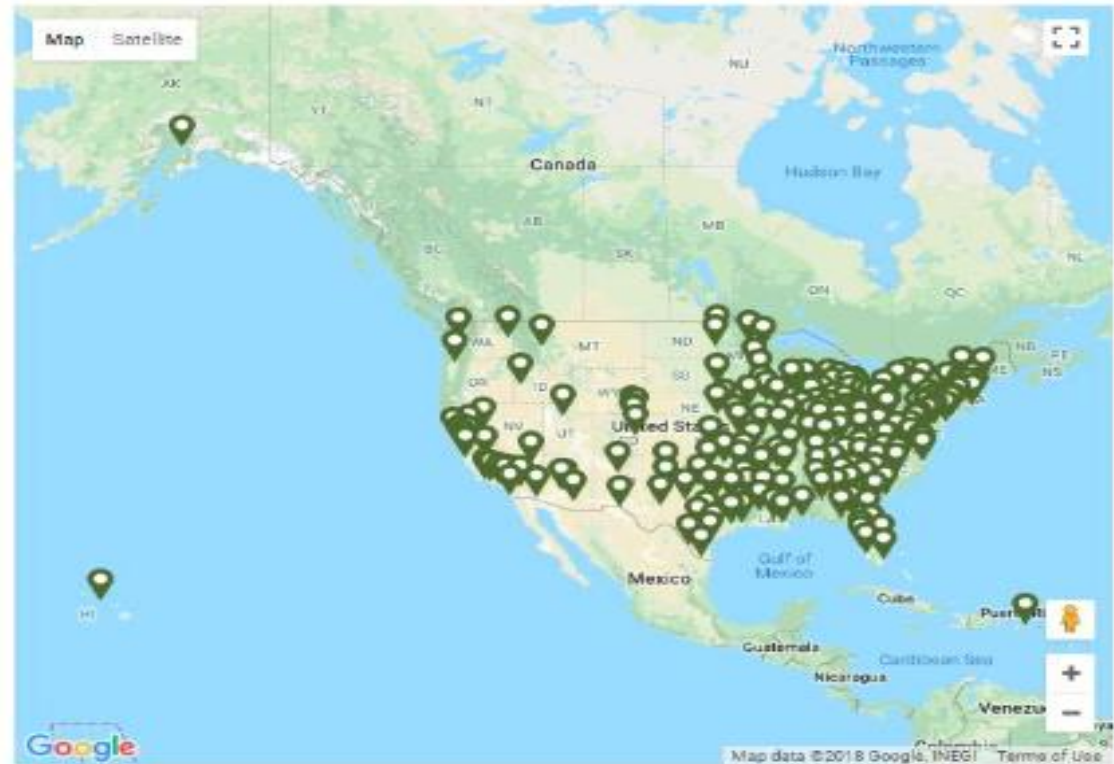 Map Satellite
Northwestern
Passages
NU
AK
YT
NT
Canada
Hudson Bay
AB
MB
BC
SK
NL
ON
QC
WA
MT
ND
NB
PE
NS
OR
ID
SD
WY
NE
NV
UT
United Sta
Gulf of
Mexico
Mexico
Cuba
HI
Puer
Guatemala
Caribbean Sea
Nicaragua
+
Venezu
−
Google
Map data ©2018 Google, INEGI Terms of Use